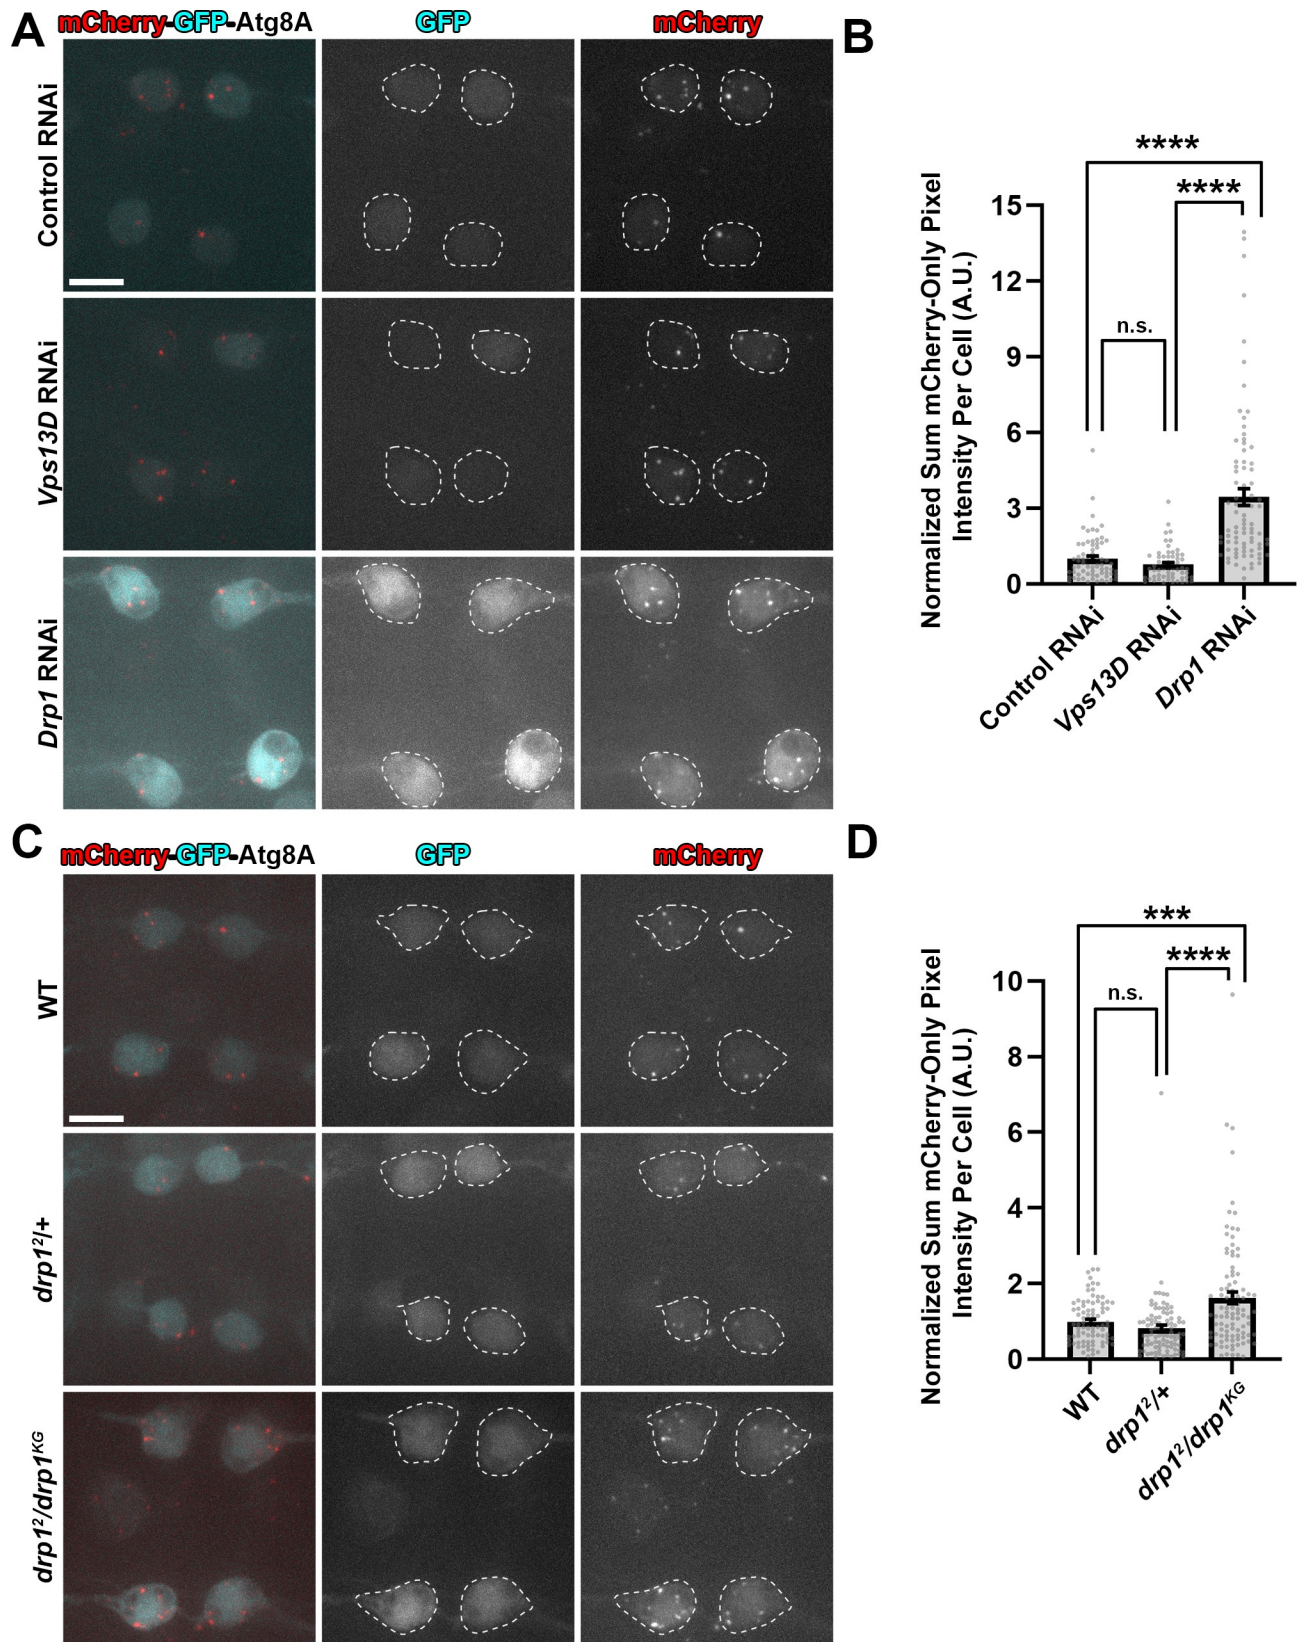 A
mCherry-GFP-Atg8A
GFP
mCherry
Control RNAi
Vps13D RNAi
Drp1 RNAi
B
Normalized Sum mCherry-Only Pixel
Intensity Per Cell (A.U.)
15
12
9
6
3
0
****
****
n.s.
Control RNAi
Vps13D RNAi
Drp1 RNAi
C
mCherry-GFP-Atg8A
GFP
mCherry
WT
drp1²/+
drp1²/drp1ᴷᴳ
D
Normalized Sum mCherry-Only Pixel
Intensity Per Cell (A.U.)
10
8
6
4
2
0
***
****
n.s.
WT
drp1²/+
drp1²/drp1ᴷᴳ